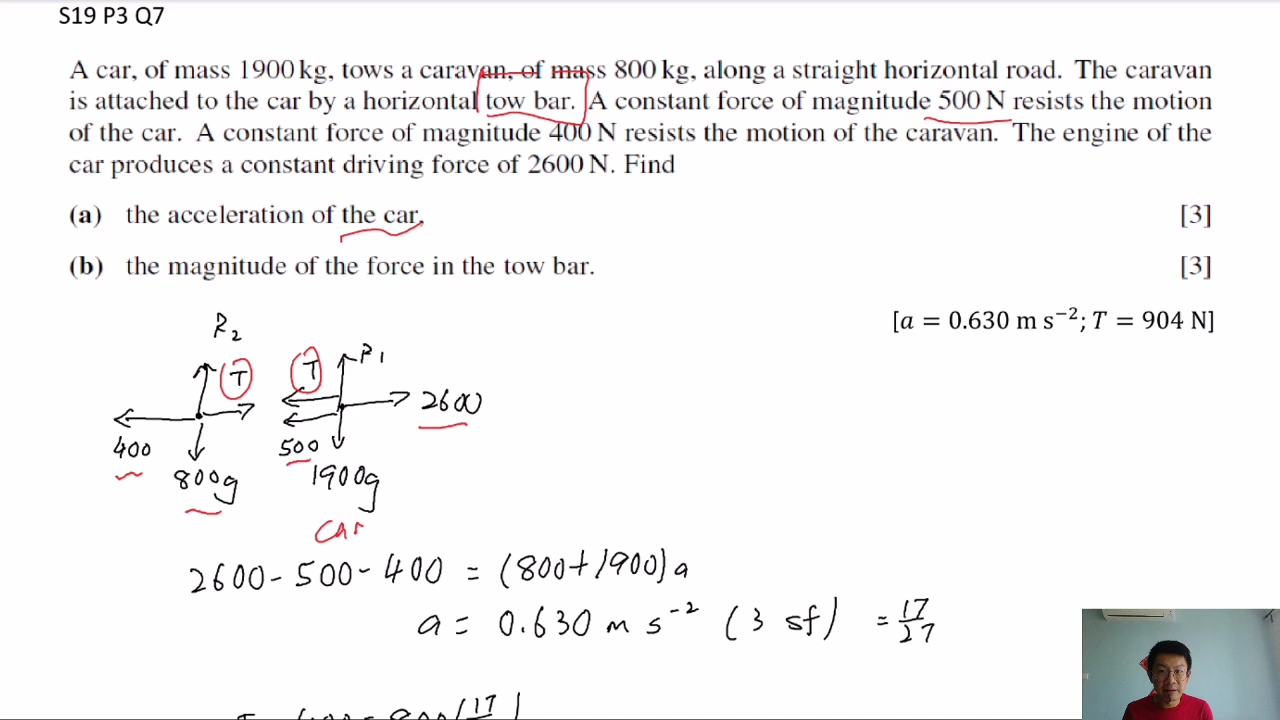 S19 P3 Q7
A car, of mass 1900 kg, tows a caravan, of mass 800 kg, along a straight horizontal road. The caravan
is attached to the car by a horizontal tow bar. A constant force of magnitude 500 N resists the motion
of the car. A constant force of magnitude 400 N resists the motion of the caravan. The engine of the
car produces a constant driving force of 2600 N. Find
(a) the acceleration of the car, [3]
(b) the magnitude of the force in the tow bar. [3]
[a = 0.630 m s⁻²; T = 904 N]
R₂
T T R₁
2600
400 500
800g 1900g
Car
2600 - 500 - 400 = (800+1900)a
a = 0.630 m s⁻² (3 sf) = 17/27